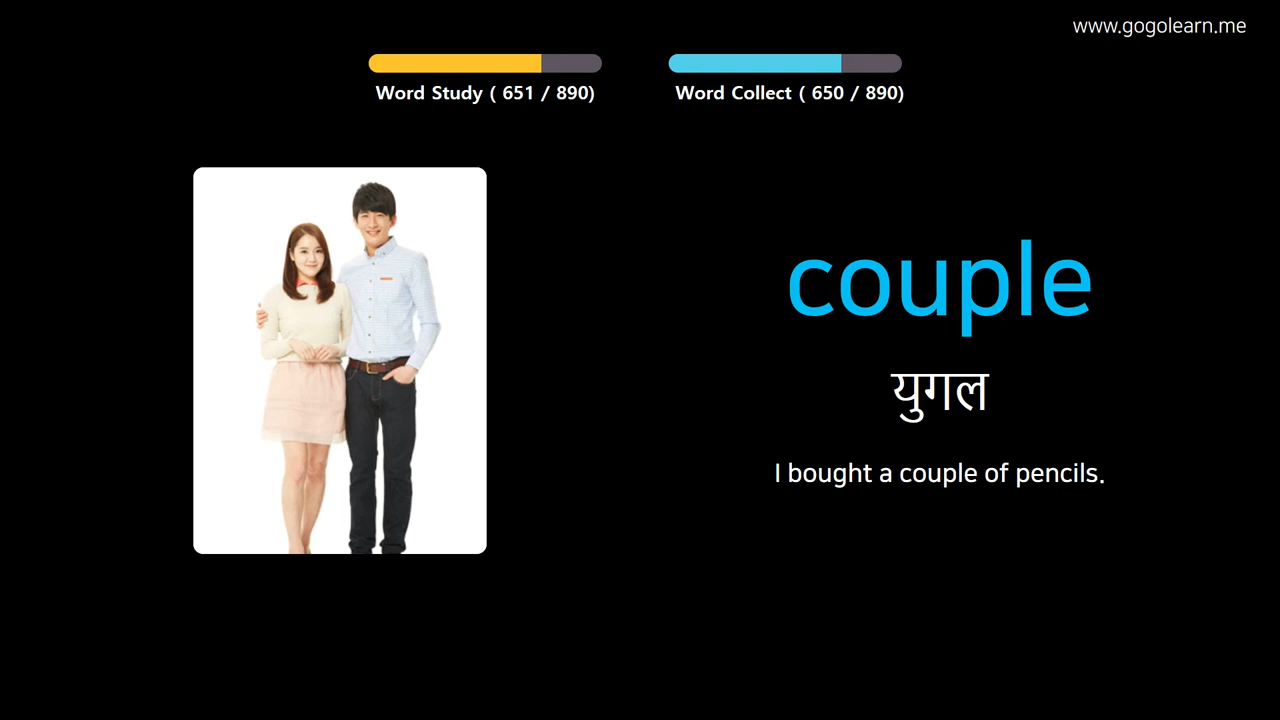 www.gogolearn.me
Word Study ( 651 / 890)
Word Collect ( 650 / 890)
couple
युगल
I bought a couple of pencils.